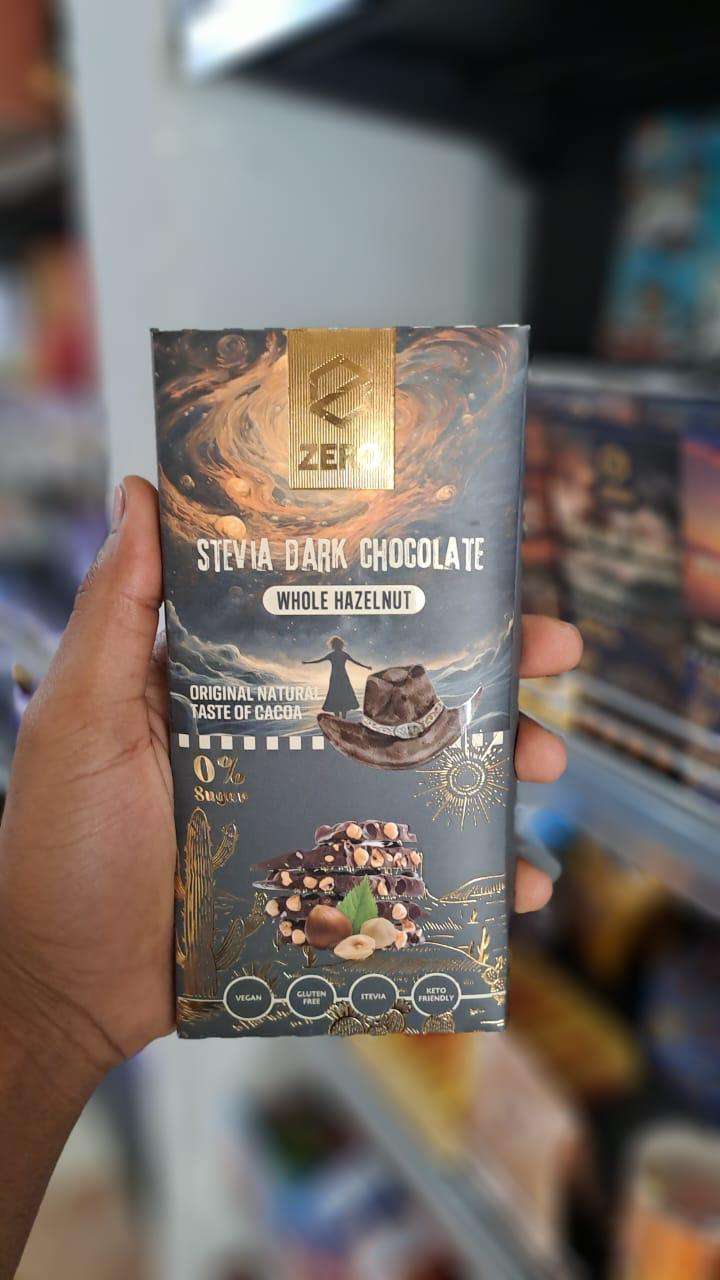 ZERO
STEVIA DARK CHOCOLATE
WHOLE HAZELNUT
ORIGINAL NATURAL
TASTE OF CACOA
0%
Sugar
VEGAN
GLUTEN
FREE
STEVIA
KETO
FRIENDLY